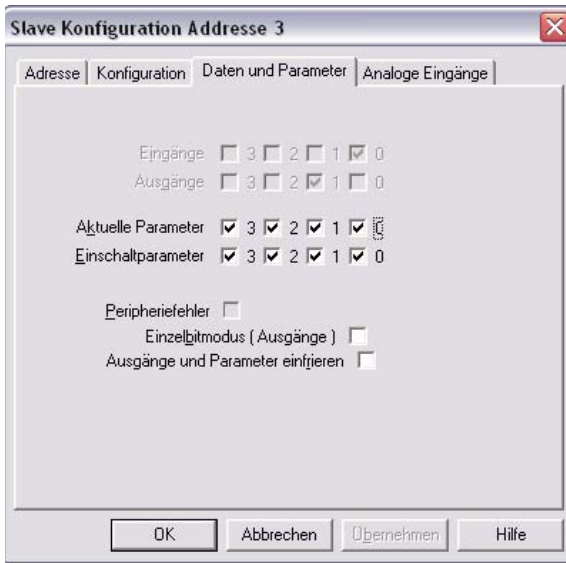 Slave Konfiguration Addresse 3
Adresse Konfiguration Daten und Parameter Analoge Eingänge
Eingänge 3 2 1 0
Ausgänge 3 2 1 0
Aktuelle Parameter 3 2 1 0
Einschaltparameter 3 2 1 0
Peripheriefehler
Einzelbitmodus ( Ausgänge )
Ausgänge und Parameter einfrieren
OK Abbrechen Übernehmen Hilfe